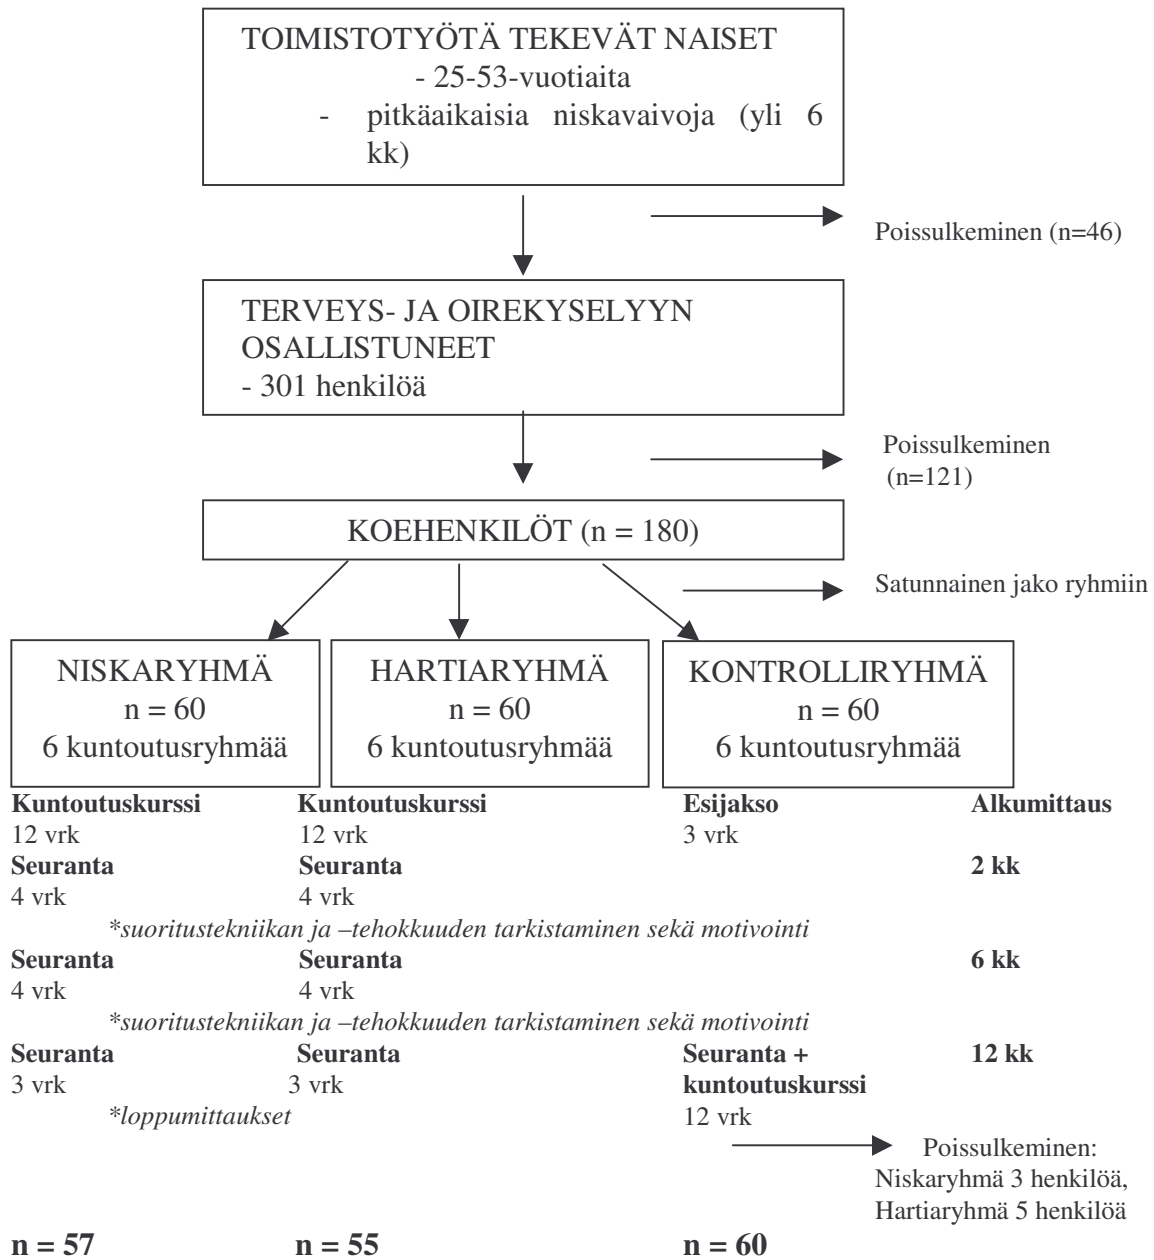 TOIMISTOTYÖTÄ TEKEVÄT NAISET
- 25-53-vuotiaita
- pitkäaikaisia niskavaivoja (yli 6
kk)
Poissulkeminen (n=46)
TERVEYS- JA OIREKYSELYYN
OSALLISTUNEET
- 301 henkilöä
Poissulkeminen
(n=121)
KOEHENKILÖT (n = 180)
Satunnainen jako ryhmiin
NISKARYHMÄ
n = 60
6 kuntoutusryhmää
HARTIARYHMÄ
n = 60
6 kuntoutusryhmää
KONTROLLIRYHMÄ
n = 60
6 kuntoutusryhmää
Kuntoutuskurssi Kuntoutuskurssi Esijakso Alkumittaus
12 vrk 12 vrk 3 vrk
Seuranta Seuranta 2 kk
4 vrk 4 vrk
*suoritustekniikan ja –tehokkuuden tarkistaminen sekä motivointi
Seuranta Seuranta 6 kk
4 vrk 4 vrk
*suoritustekniikan ja –tehokkuuden tarkistaminen sekä motivointi
Seuranta Seuranta Seuranta + 12 kk
3 vrk 3 vrk kuntoutuskurssi
*loppumittaukset 12 vrk
Poissulkeminen:
Niskaryhmä 3 henkilöä,
Hartiaryhmä 5 henkilöä
n = 57 n = 55 n = 60